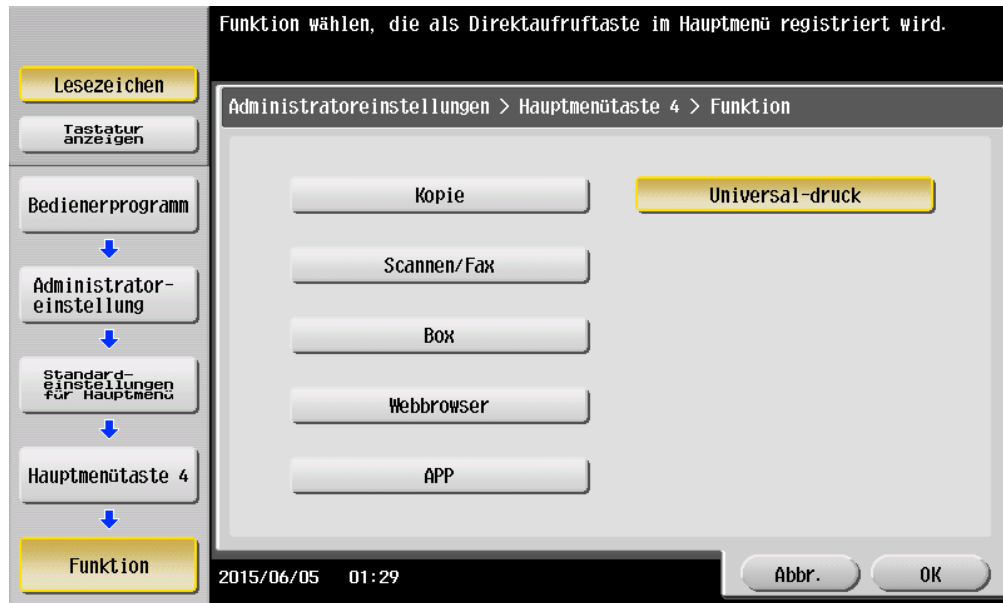 Funktion wählen, die als Direktaufruftaste im Hauptmenü registriert wird.
Lesezeichen
Tastatur
anzeigen
Administratoreinstellungen > Hauptmenütaste 4 > Funktion
Bedienerprogramm
Administrator-
einstellung
Standard-
einstellungen
für Hauptmenü
Hauptmenütaste 4
Funktion
Kopie
Universal-druck
Scannen/Fax
Box
Webbrowser
APP
2015/06/05 01:29
Abbr.
OK